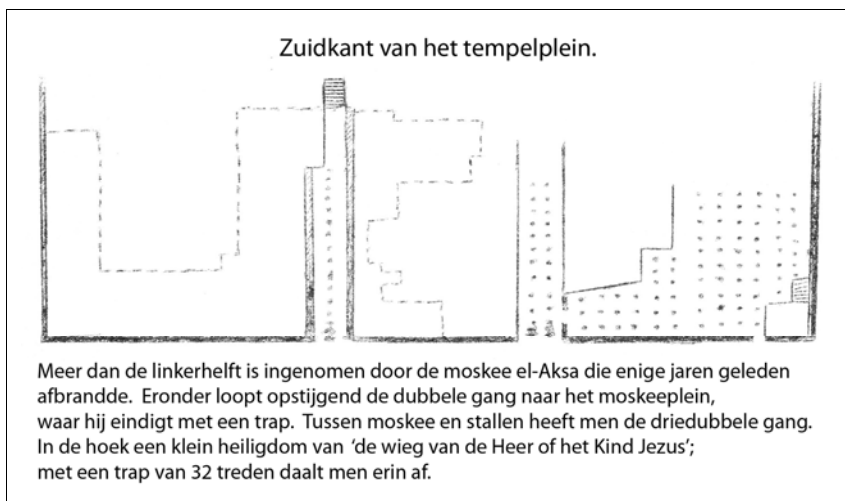 Zuidkant van het tempelplein.
Meer dan de linkerhelft is ingenomen door de moskee el-Aksa die enige jaren geleden
afbrandde. Eronder loopt opstijgend de dubbele gang naar het moskeeplein,
waar hij eindigt met een trap. Tussen moskee en stallen heeft men de driedubbele gang.
In de hoek een klein heiligdom van ‘de wieg van de Heer of het Kind Jezus’;
met een trap van 32 treden daalt men erin af.